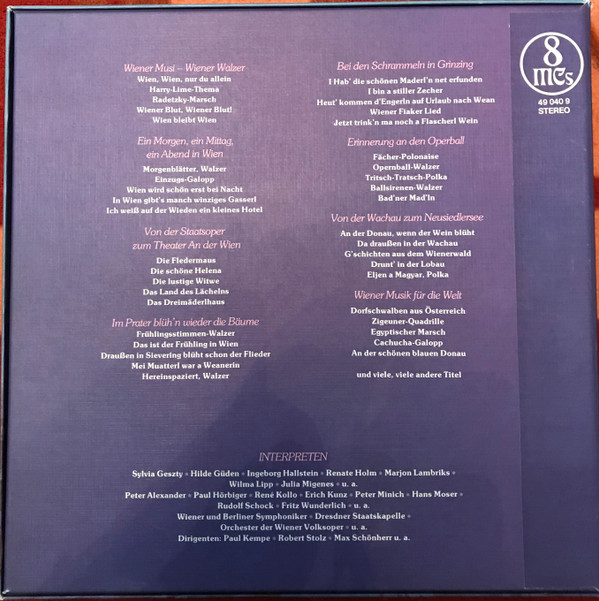 Wiener Musi – Wiener Walzer
Wien, Wien, nur du allein
Harry-Lime-Thema
Radetzky-Marsch
Wiener Blut, Wiener Blut!
Wien bleibt Wien
Ein Morgen, ein Mittag,
ein Abend in Wien
Morgenblätter, Walzer
Einzugs-Galopp
Wien wird schön erst bei Nacht
In Wien gibt's manch winziges Gasserl
Ich weiß auf der Wieden ein kleines Hotel
Von der Staatsoper
zum Theater An der Wien
Die Fledermaus
Die schöne Helena
Die lustige Witwe
Das Land des Lächelns
Das Dreimäderlhaus
Im Prater blüh'n wieder die Bäume
Frühlingsstimmen-Walzer
Das ist der Frühling in Wien
Draußen in Sievering blüht schon der Flieder
Mei Muatterl war a Weanerin
Hereinspaziert, Walzer
Bei den Schrammeln in Grinzing
I Hab' die schönen Maderl'n net erfunden
I bin a stiller Zecher
Heut' kommen d'Engerln auf Urlaub nach Wean
Wiener Fiaker Lied
Jetzt trink'n ma noch a Flascherl Wein
Erinnerung an den Opernball
Fächer-Polonaise
Opernball-Walzer
Tritsch-Tratsch-Polka
Ballsirenen-Walzer
Bad'ner Mad'ln
Von der Wachau zum Neusiedlersee
An der Donau, wenn der Wein blüht
Da draußen in der Wachau
G'schichten aus dem Wienerwald
Drunt' in der Lobau
Eljen a Magyar, Polka
Wiener Musik für die Welt
Dorfschwalben aus Österreich
Zigeuner-Quadrille
Egyptischer Marsch
Cachucha-Galopp
An der schönen blauen Donau
und viele, viele andere Titel
8
MCs
49 040 9
STEREO
INTERPRETEN
Sylvia Geszty * Hilde Güden * Ingeborg Hallstein * Renate Holm * Marjon Lambriks *
Wilma Lipp * Julia Migenes * u. a.
Peter Alexander * Paul Hörbiger * René Kollo * Erich Kunz * Peter Minich * Hans Moser *
Rudolf Schock * Fritz Wunderlich * u. a.
Wiener und Berliner Symphoniker * Dresdner Staatskapelle *
Orchester der Wiener Volksoper * u. a.
Dirigenten: Paul Kempe * Robert Stolz * Max Schönherr u. a.